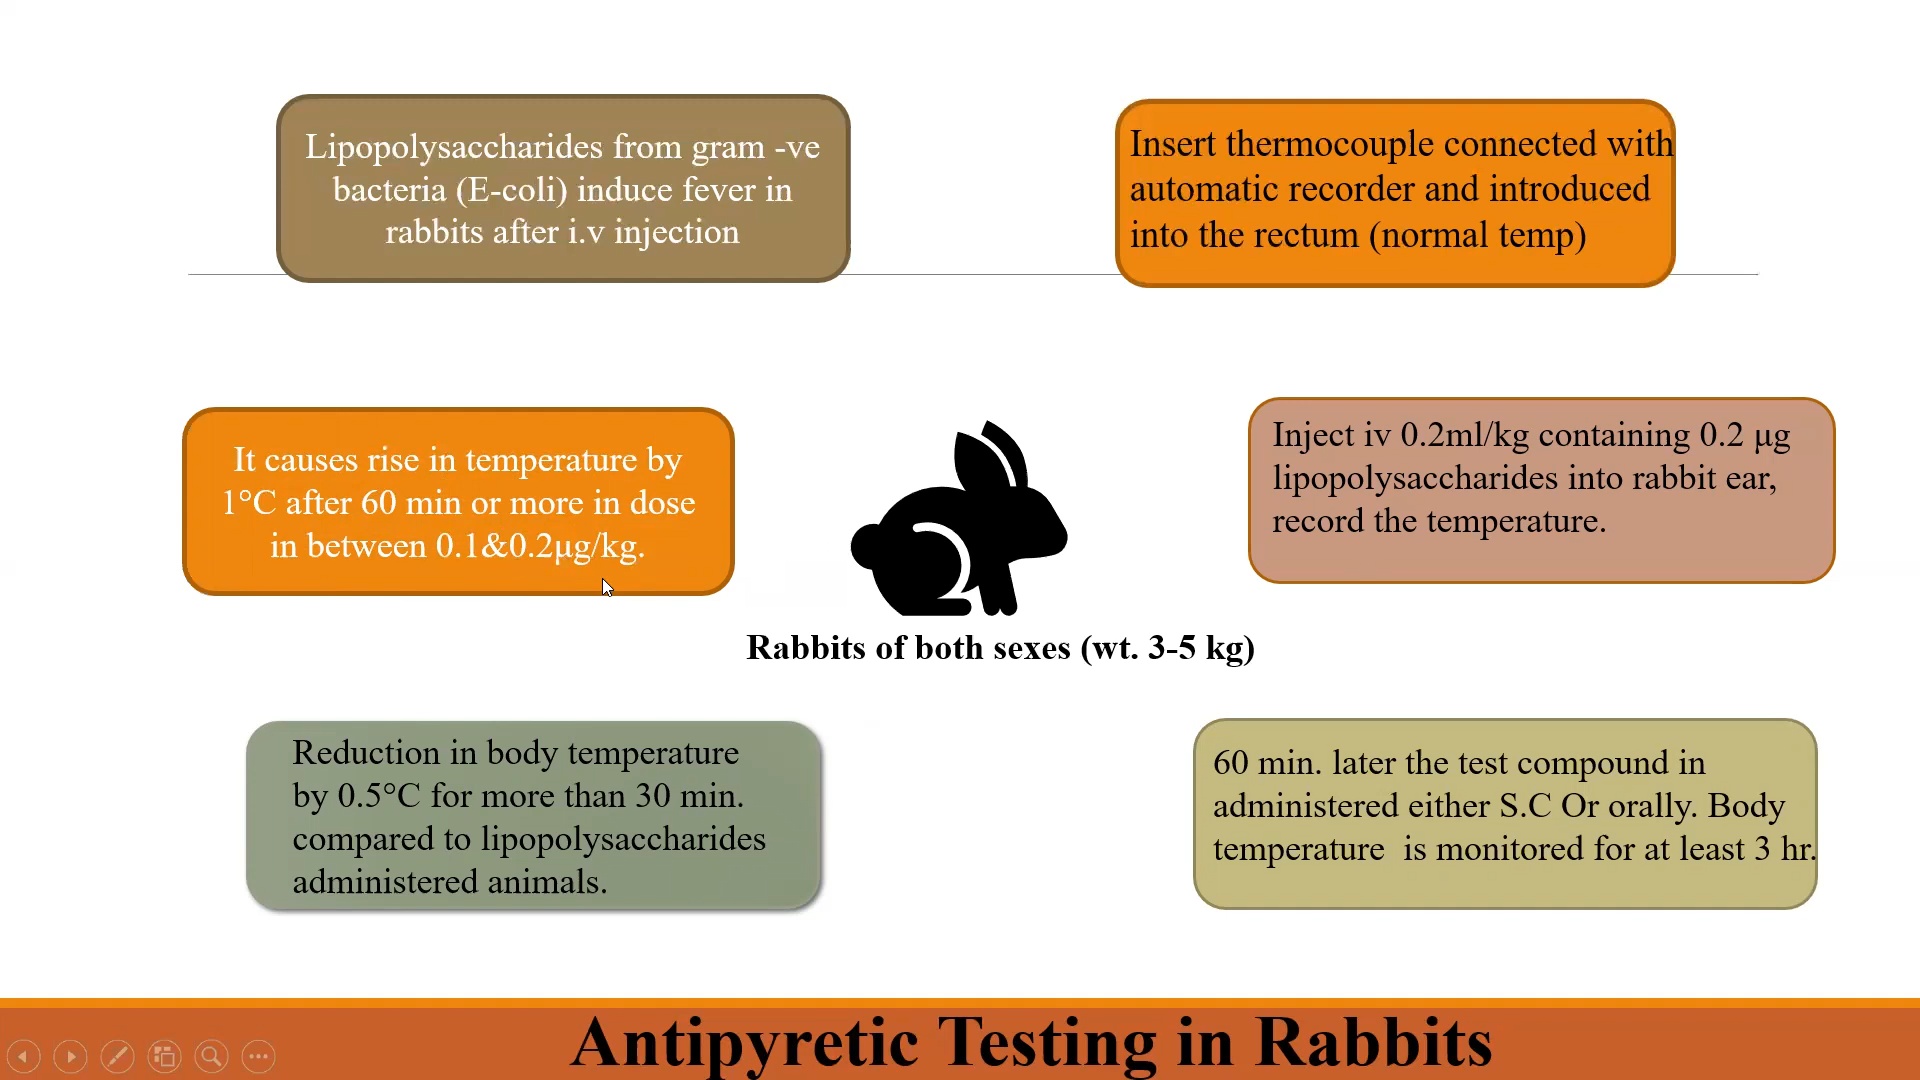 Lipopolysaccharides from gram -ve
bacteria (E-coli) induce fever in
rabbits after i.v injection
Insert thermocouple connected with
automatic recorder and introduced
into the rectum (normal temp)
It causes rise in temperature by
1°C after 60 min or more in dose
in between 0.1&0.2µg/kg.
Inject iv 0.2ml/kg containing 0.2 µg
lipopolysaccharides into rabbit ear,
record the temperature.
Rabbits of both sexes (wt. 3-5 kg)
Reduction in body temperature
by 0.5°C for more than 30 min.
compared to lipopolysaccharides
administered animals.
60 min. later the test compound in
administered either S.C Or orally. Body
temperature  is monitored for at least 3 hr.
Antipyretic Testing in Rabbits